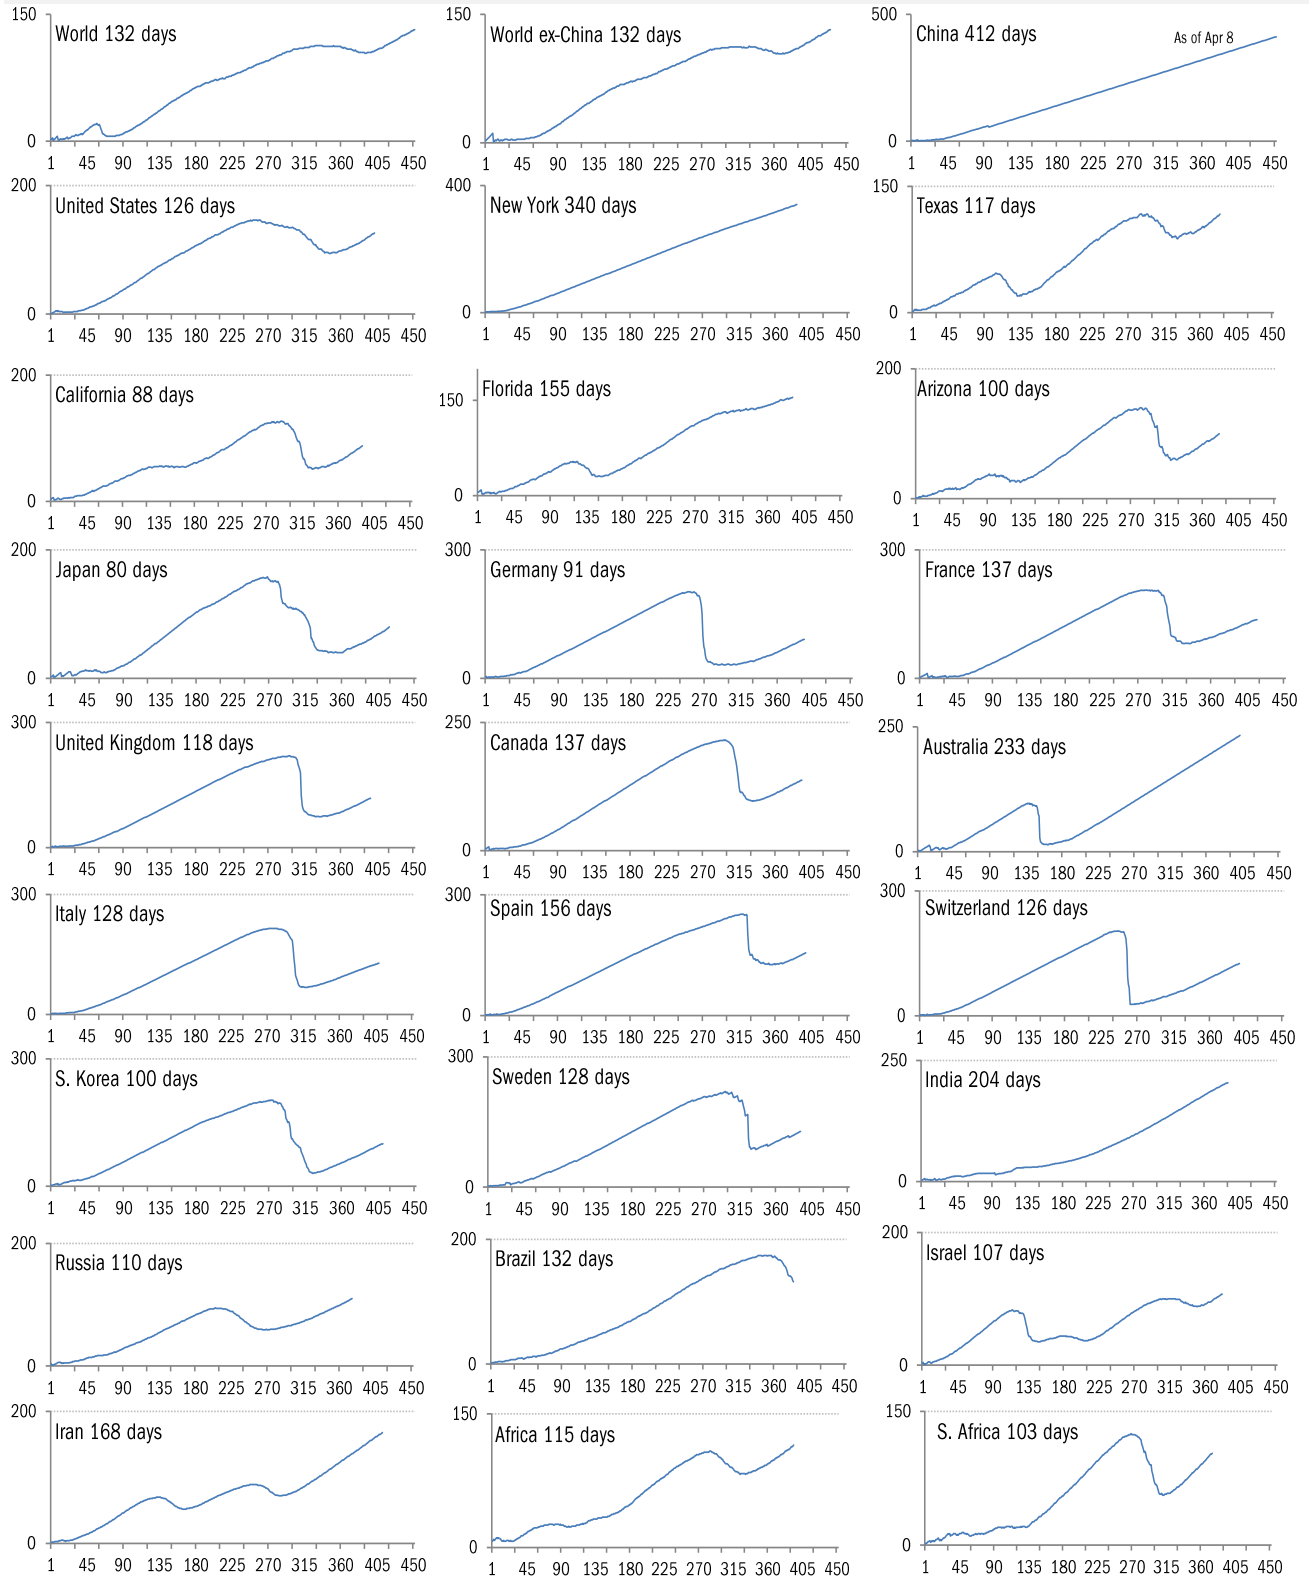 150
World 132 days
0
1 45 90 135 180 225 270 315 360 405 450
150
World ex-China 132 days
0
1 45 90 135 180 225 270 315 360 405 450
500
China 412 days
As of Apr 8
0
1 45 90 135 180 225 270 315 360 405 450
200
United States 126 days
0
1 45 90 135 180 225 270 315 360 405 450
400
New York 340 days
0
1 45 90 135 180 225 270 315 360 405 450
150
Texas 117 days
0
1 45 90 135 180 225 270 315 360 405 450
200
California 88 days
0
1 45 90 135 180 225 270 315 360 405 450
150
Florida 155 days
0
1 45 90 135 180 225 270 315 360 405 450
200
Arizona 100 days
0
1 45 90 135 180 225 270 315 360 405 450
200
Japan 80 days
0
1 45 90 135 180 225 270 315 360 405 450
300
Germany 91 days
0
1 45 90 135 180 225 270 315 360 405 450
300
France 137 days
0
1 45 90 135 180 225 270 315 360 405 450
300
United Kingdom 118 days
0
1 45 90 135 180 225 270 315 360 405 450
250
Canada 137 days
0
1 45 90 135 180 225 270 315 360 405 450
250
Australia 233 days
0
1 45 90 135 180 225 270 315 360 405 450
300
Italy 128 days
0
1 45 90 135 180 225 270 315 360 405 450
300
Spain 156 days
0
1 45 90 135 180 225 270 315 360 405 450
300
Switzerland 126 days
0
1 45 90 135 180 225 270 315 360 405 450
300
S. Korea 100 days
0
1 45 90 135 180 225 270 315 360 405 450
300
Sweden 128 days
0
1 45 90 135 180 225 270 315 360 405 450
250
India 204 days
0
1 45 90 135 180 225 270 315 360 405 450
200
Russia 110 days
0
1 45 90 135 180 225 270 315 360 405 450
200
Brazil 132 days
0
1 45 90 135 180 225 270 315 360 405 450
200
Israel 107 days
0
1 45 90 135 180 225 270 315 360 405 450
200
Iran 168 days
0
1 45 90 135 180 225 270 315 360 405 450
150
Africa 115 days
0
1 45 90 135 180 225 270 315 360 405 450
150
S. Africa 103 days
0
1 45 90 135 180 225 270 315 360 405 450